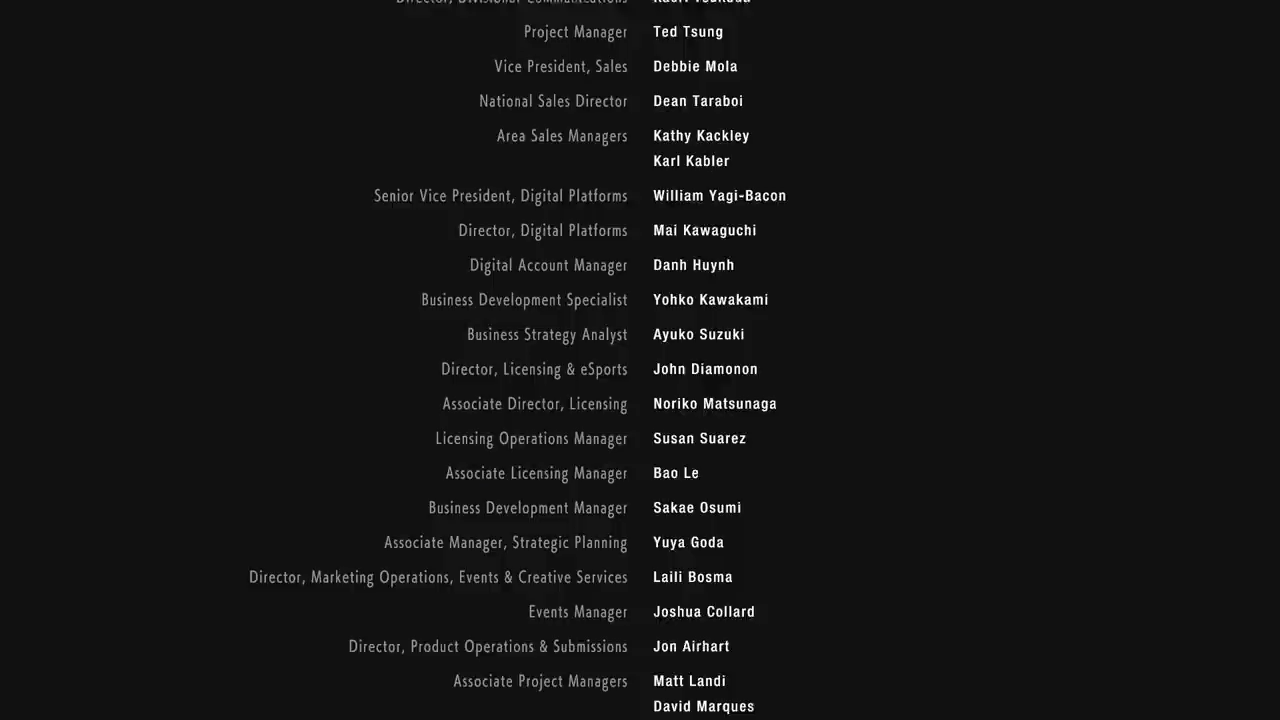 Director, Divisional Communications Kaori Tsukuda
Project Manager Ted Tsung
Vice President, Sales Debbie Mola
National Sales Director Dean Taraboi
Area Sales Managers Kathy Kackley
Karl Kabler
Senior Vice President, Digital Platforms William Yagi-Bacon
Director, Digital Platforms Mai Kawaguchi
Digital Account Manager Danh Huynh
Business Development Specialist Yohko Kawakami
Business Strategy Analyst Ayuko Suzuki
Director, Licensing & eSports John Diamonon
Associate Director, Licensing Noriko Matsunaga
Licensing Operations Manager Susan Suarez
Associate Licensing Manager Bao Le
Business Development Manager Sakae Osumi
Associate Manager, Strategic Planning Yuya Goda
Director, Marketing Operations, Events & Creative Services Laili Bosma
Events Manager Joshua Collard
Director, Product Operations & Submissions Jon Airhart
Associate Project Managers Matt Landi
David Marques